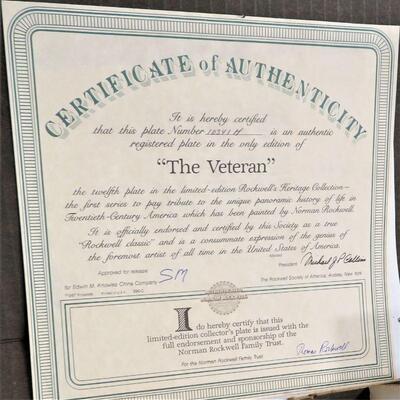 CERTIFICATE of AUTHENTICITY
It is hereby certified
that this plate Number 10341 H is an authentic
registered plate in the only edition of
"The Veteran"
the twelfth plate in the limited-edition Rockwell's Heritage Collection—
the first series to pay tribute to the unique panoramic history of life in
Twentieth-Century America which has been painted by Norman Rockwell.
It is officially endorsed and certified by this Society as a true
"Rockwell classic" and is a consummate expression of the genius of
the foremost artist of all time in the United States of America.
Approved for release: SM
Attested
President
for Edwin M. Knowles China Company
The Rockwell Society of America, Ardsley, New York
I do hereby certify that this
limited-edition collector's plate is issued with the
full endorsement and sponsorship of the
Norman Rockwell Family Trust.
For the Norman Rockwell Family Trust